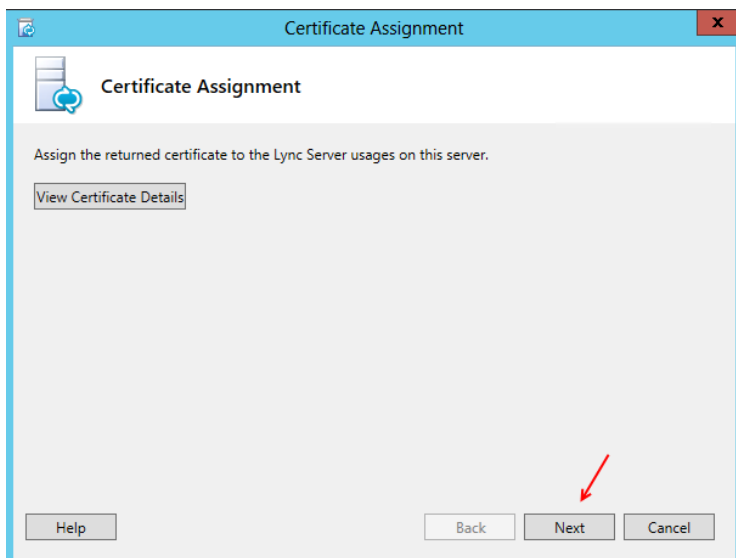 Certificate Assignment
x
Certificate Assignment
Assign the returned certificate to the Lync Server usages on this server.
View Certificate Details
Help Back Next Cancel